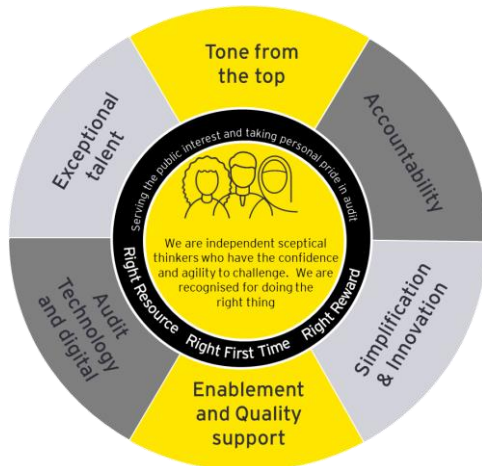 Tone from
the top
Accountability
Simplification
& Innovation
Enablement
and Quality
support
Audit
Technology
and digital
Exceptional
talent
Serving the public interest and taking personal pride in audit
We are independent sceptical
thinkers who have the confidence
and agility to challenge. We are
recognised for doing the
right thing
Right Resource Right First Time Right Reward